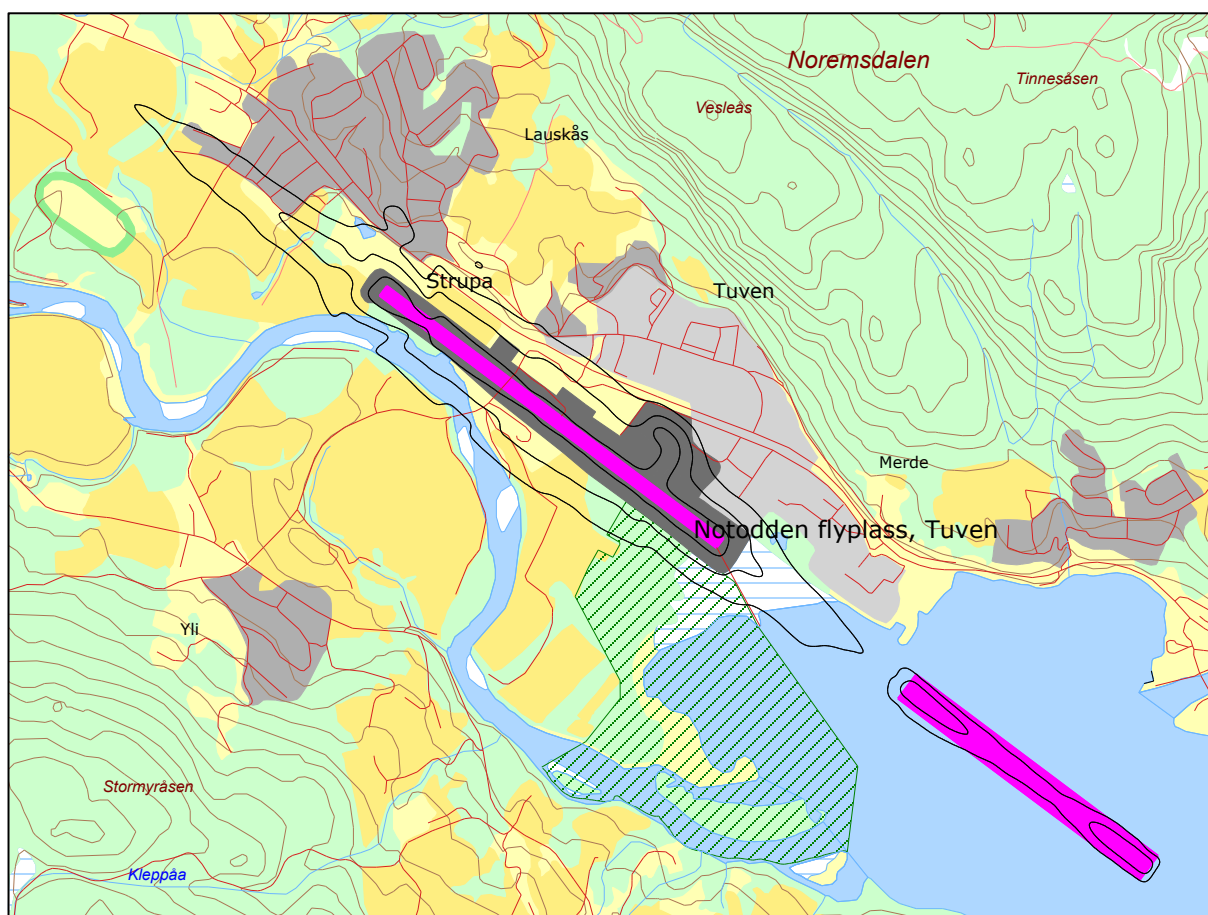 Noremsdalen
Tinnesåsen
Vesleås
Lauskås
Strupa
Tuven
Merde
Notodden flyplass, Tuven
Yli
Stormyråsen
Kleppåa